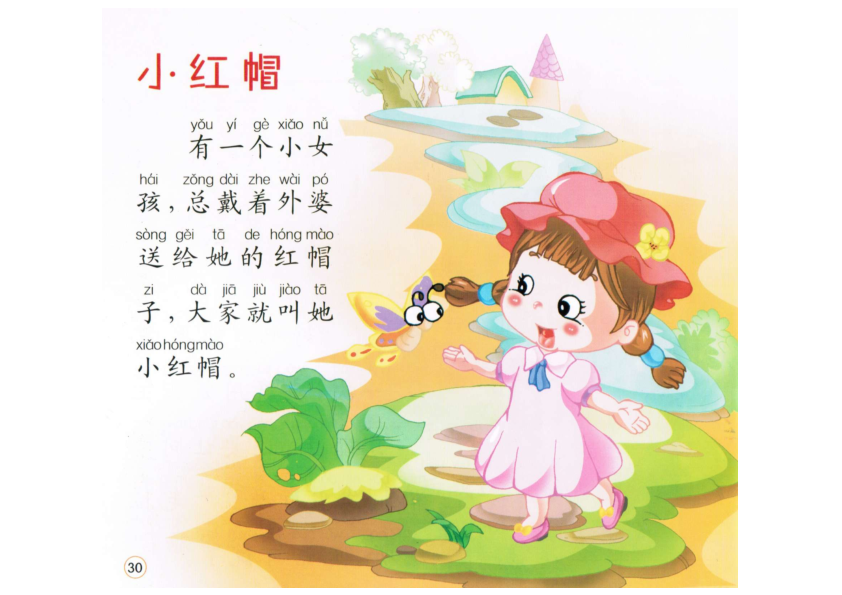 小红帽
yǒu yí gè xiǎo nǚ
有一个小女
hái zǒng dài zhe wài pó
孩,总戴着外婆
sòng gěi tā de hóng mào
送给她的红帽
zi dà jiā jiù jiào tā
子,大家就叫她
xiǎo hóng mào
小红帽。
30